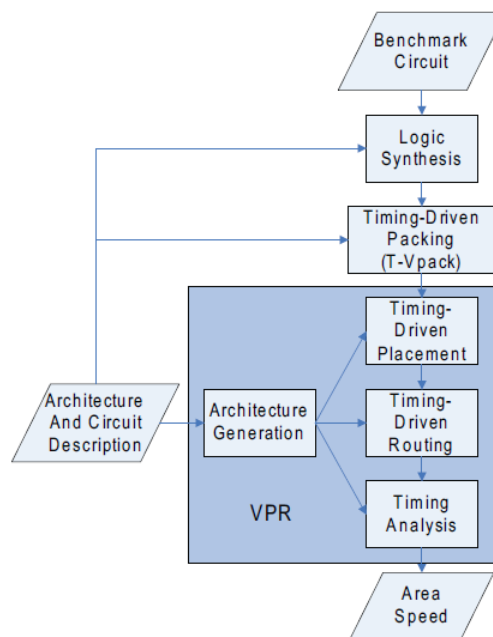 Benchmark
Circuit
Logic
Synthesis
Timing-Driven
Packing
(T-Vpack)
Timing-
Driven
Placement
Architecture
And Circuit
Description
Architecture
Generation
Timing-
Driven
Routing
VPR
Timing
Analysis
Area
Speed